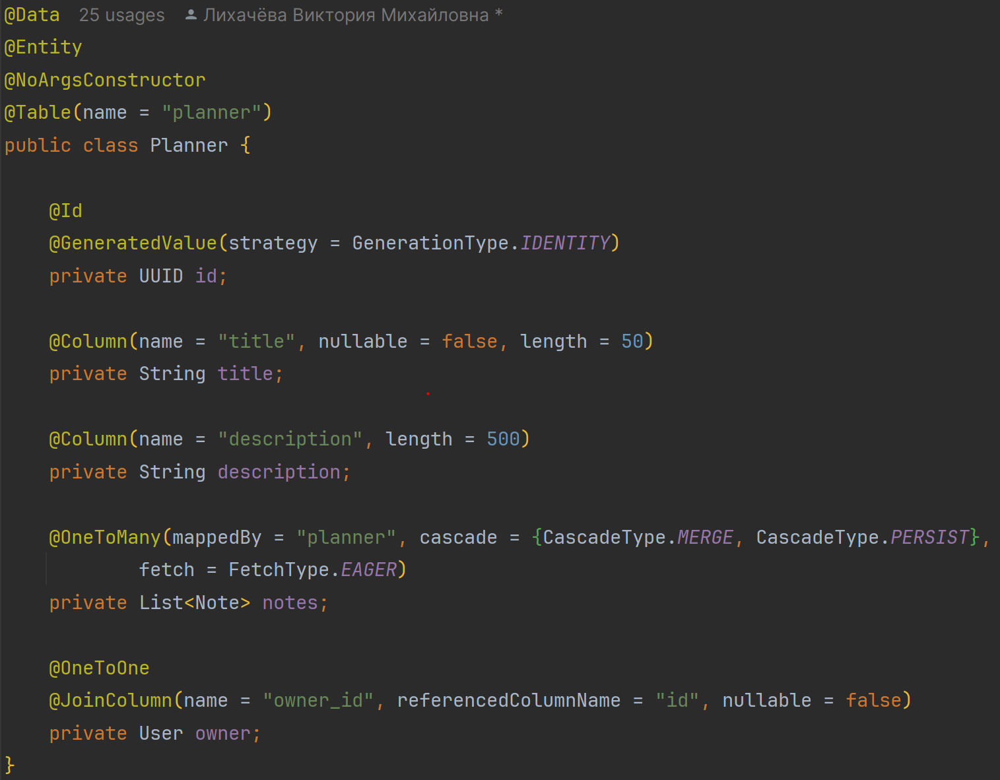 @Data 25 usages Лихачёва Виктория Михайловна *
@Entity
@NoArgsConstructor
@Table(name = "planner")
public class Planner {
@Id
@GeneratedValue(strategy = GenerationType.IDENTITY)
private UUID id;
@Column(name = "title", nullable = false, length = 50)
private String title;
@Column(name = "description", length = 500)
private String description;
@OneToMany(mappedBy = "planner", cascade = {CascadeType.MERGE, CascadeType.PERSIST},
fetch = FetchType.EAGER)
private List<Note> notes;
@OneToOne
@JoinColumn(name = "owner_id", referencedColumnName = "id", nullable = false)
private User owner;
}